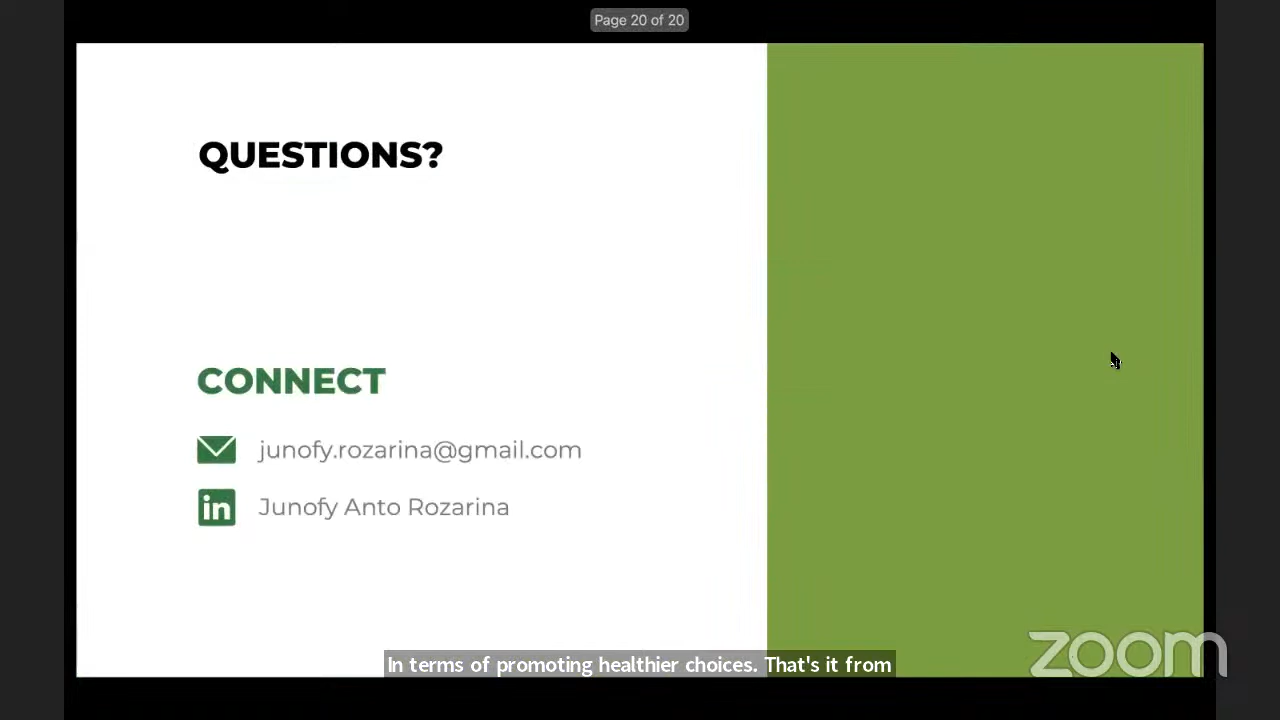 Page 20 of 20
QUESTIONS?
CONNECT
junofy.rozarina@gmail.com
in Junofy Anto Rozarina
In terms of promoting healthier choices. That's it from
zoom